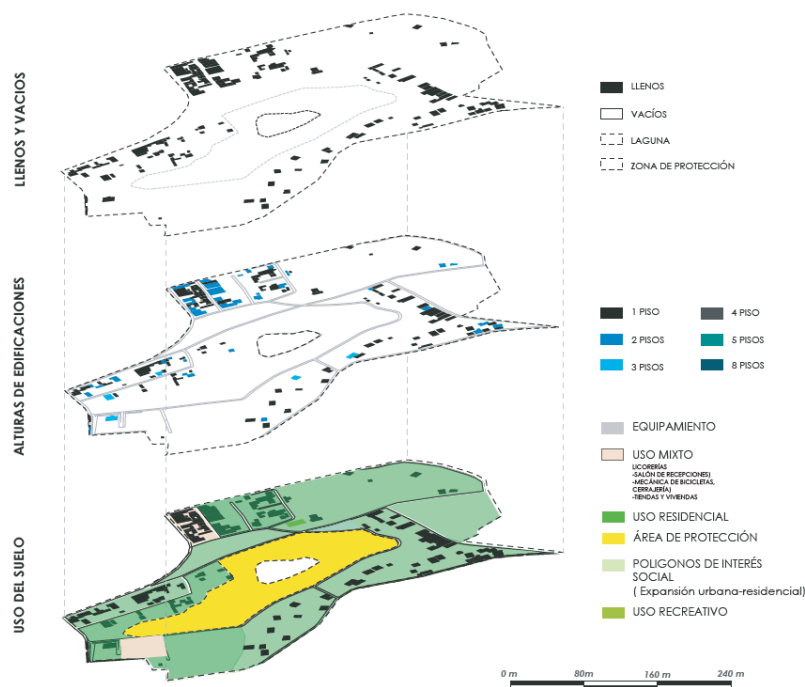 LLENOS Y VACIOS
LLENOS
VACÍOS
LAGUNA
ZONA DE PROTECCIÓN
ALTURAS DE EDIFICACIONES
1 PISO
4 PISO
2 PISOS
5 PISOS
3 PISOS
8 PISOS
USO DEL SUELO
EQUIPAMIENTO
USO MIXTO
LICORERÍAS
-SALÓN DE RECEPCIONES)
-MECÁNICA DE BICICLETAS,
CERRAJERÍA)
-TIENDAS Y VIVIENDAS
USO RESIDENCIAL
ÁREA DE PROTECCIÓN
POLIGONOS DE INTERÉS
SOCIAL
( Expansión urbana-residencial)
USO RECREATIVO
0 m 80m 160 m 240 m